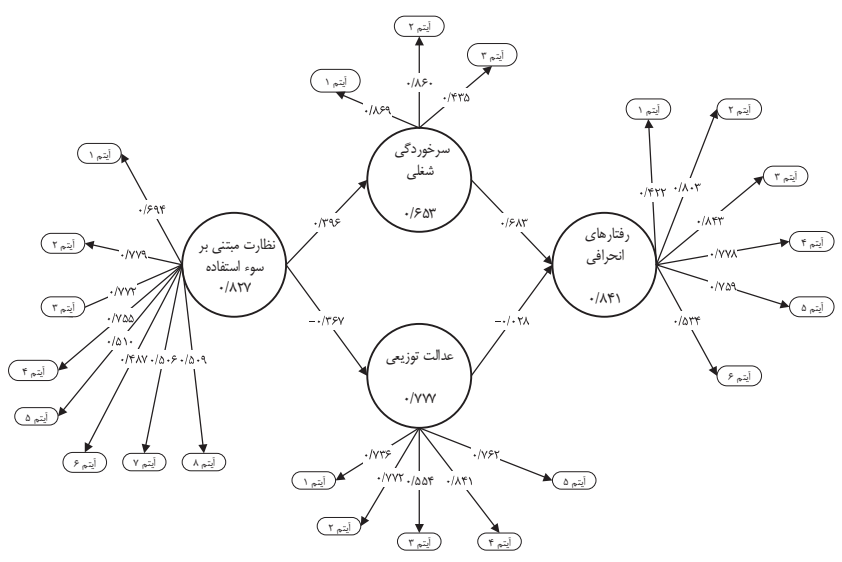 آیتم ۲
آیتم ۳
آیتم ۱
۰/۸۶۰
۰/۴۳۵
۰/۸۶۹
سرخوردگی
شغلی
۰/۶۵۳
آیتم ۱
آیتم ۲
آیتم ۳
آیتم ۴
آیتم ۵
آیتم ۶
۰/۴۲۲
۰/۸۰۳
۰/۸۴۳
۰/۷۷۸
۰/۷۵۹
۰/۵۳۴
رفتارهای
انحرافی
۰/۸۴۱
۰/۶۸۳
−۰/۰۲۸
۰/۳۹۶
−۰/۳۶۷
نظارت مبتنی بر
سوء استفاده
۰/۸۲۷
آیتم ۱
آیتم ۲
آیتم ۳
آیتم ۴
آیتم ۵
آیتم ۶
آیتم ۷
آیتم ۸
۰/۶۹۴
۰/۷۷۹
۰/۷۷۲
۰/۷۵۵
۰/۵۱۰
۰/۴۸۷
۰/۵۰۶
۰/۵۰۹
عدالت توزیعی
۰/۷۷۷
۰/۷۳۶
۰/۷۷۲
۰/۵۵۴
۰/۸۴۱
۰/۷۶۲
آیتم ۱
آیتم ۲
آیتم ۳
آیتم ۴
آیتم ۵